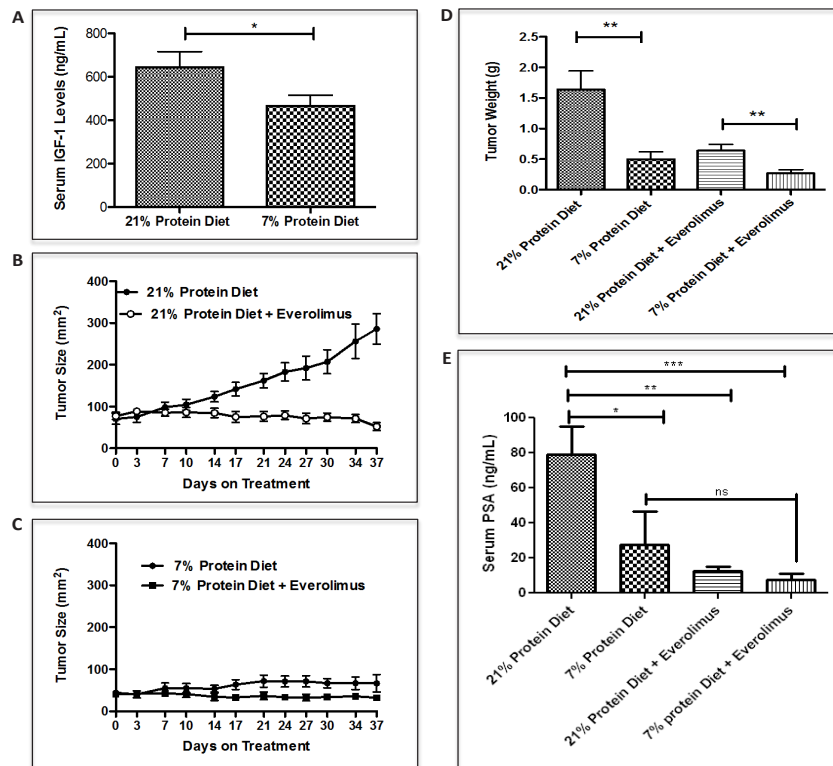 A
*
Serum IGF-1 Levels (ng/mL)
800
600
400
200
0
21% Protein Diet
7% Protein Diet
B
Tumor Size (mm2)
400
300
200
100
0
21% Protein Diet
21% Protein Diet + Everolimus
0 3 7 10 14 17 21 24 27 30 34 37
Days on Treatment
C
Tumor Size (mm2)
400
300
200
100
0
7% Protein Diet
7% Protein Diet + Everolimus
0 3 7 10 14 17 21 24 27 30 34 37
Days on Treatment
D
**
**
Tumor Weight (g)
2.5
2.0
1.5
1.0
0.5
0.0
21% Protein Diet
7% Protein Diet
21% Protein Diet + Everolimus
7% Protein Diet + Everolimus
E
***
**
*
ns
Serum PSA (ng/mL)
100
80
60
40
20
0
21% Protein Diet
7% Protein Diet
21% Protein Diet + Everolimus
7% protein Diet + Everolimus